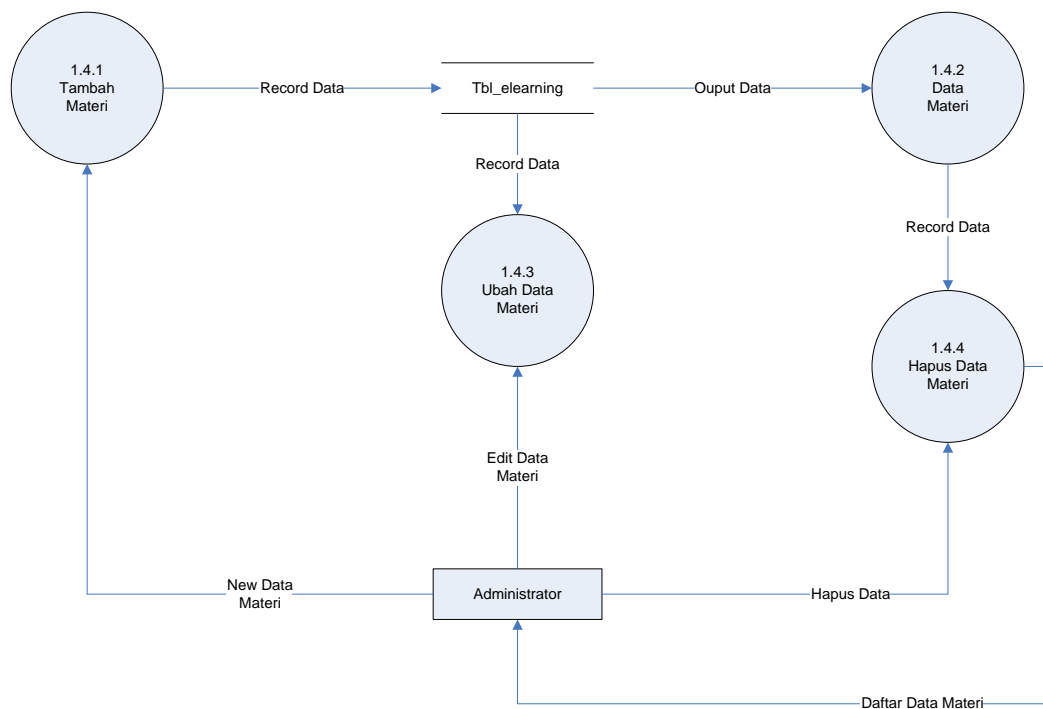 1.4.1
Tambah
Materi
Record Data
Tbl_elearning
Ouput Data
1.4.2
Data
Materi
Record Data
Record Data
1.4.3
Ubah Data
Materi
1.4.4
Hapus Data
Materi
Edit Data
Materi
New Data
Materi
Administrator
Hapus Data
Daftar Data Materi